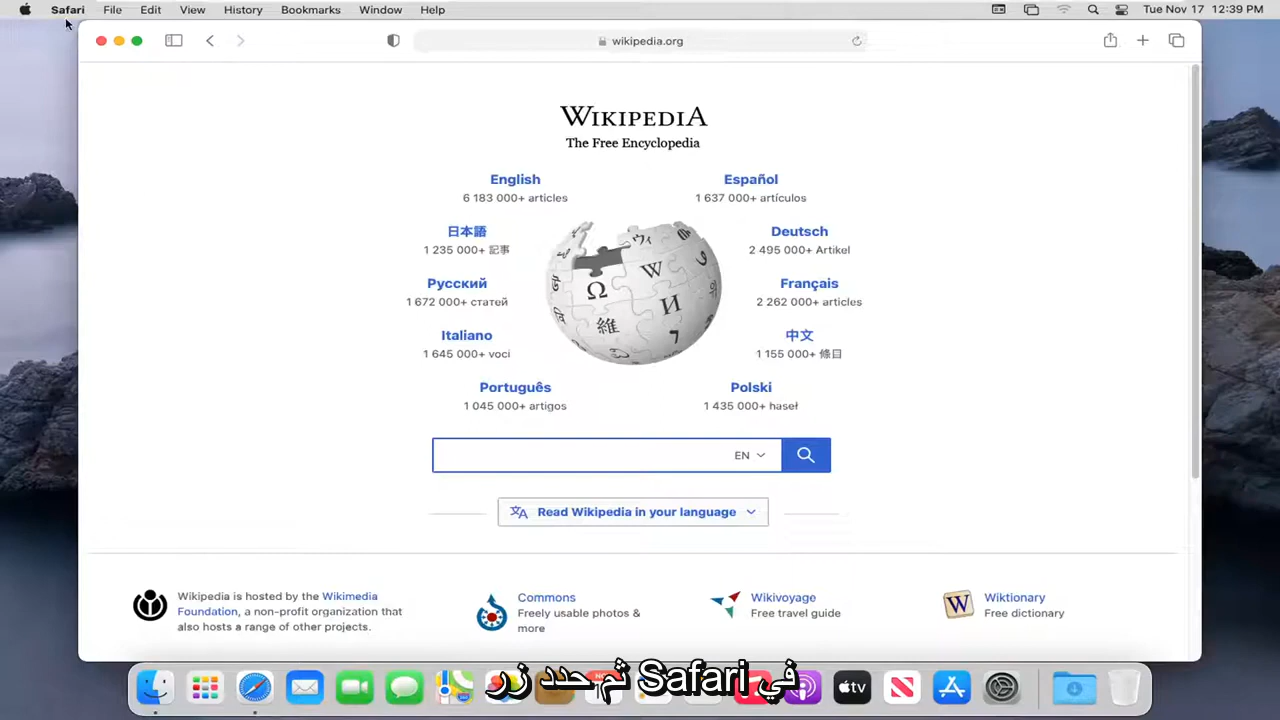 Safari File Edit View History Bookmarks Window Help Tue Nov 17 12:39 PM
wikipedia.org
WIKIPEDIA
The Free Encyclopedia
English
6 183 000+ articles
Español
1 637 000+ artículos
日本語
1 235 000+ 記事
Deutsch
2 495 000+ Artikel
Русский
1 672 000+ статей
Français
2 262 000+ articles
Italiano
1 645 000+ voci
中文
1 155 000+ 條目
Português
1 045 000+ artigos
Polski
1 435 000+ haseł
EN
Read Wikipedia in your language
Wikipedia is hosted by the Wikimedia
Foundation, a non-profit organization that
also hosts a range of other projects.
Commons
Freely usable photos &
more
Wikivoyage
Free travel guide
Wiktionary
Free dictionary
في Safari ثم حدد زر
tv